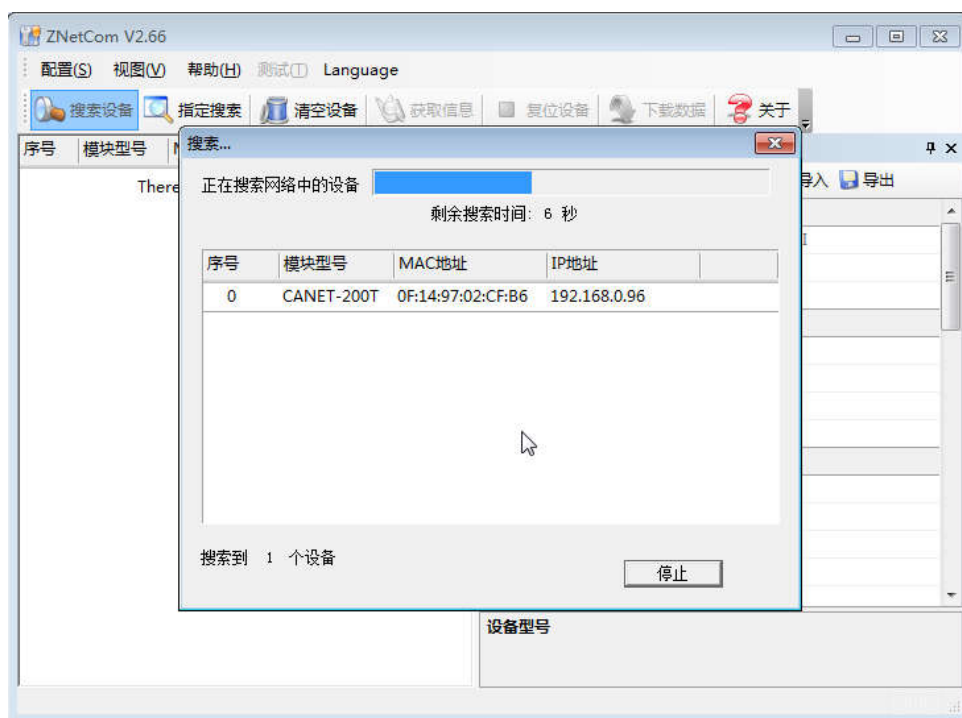 ZNetCom V2.66
配置(S) 视图(V) 帮助(H) 测试(T) Language
搜索设备 指定搜索 清空设备 获取信息 复位设备 下载数据 关于
序号 模块型号
搜索...
There
导入 导出
正在搜索网络中的设备
剩余搜索时间: 6 秒
序号 模块型号 MAC地址 IP地址
0 CANET-200T 0F:14:97:02:CF:B6 192.168.0.96
搜索到 1 个设备
停止
设备型号